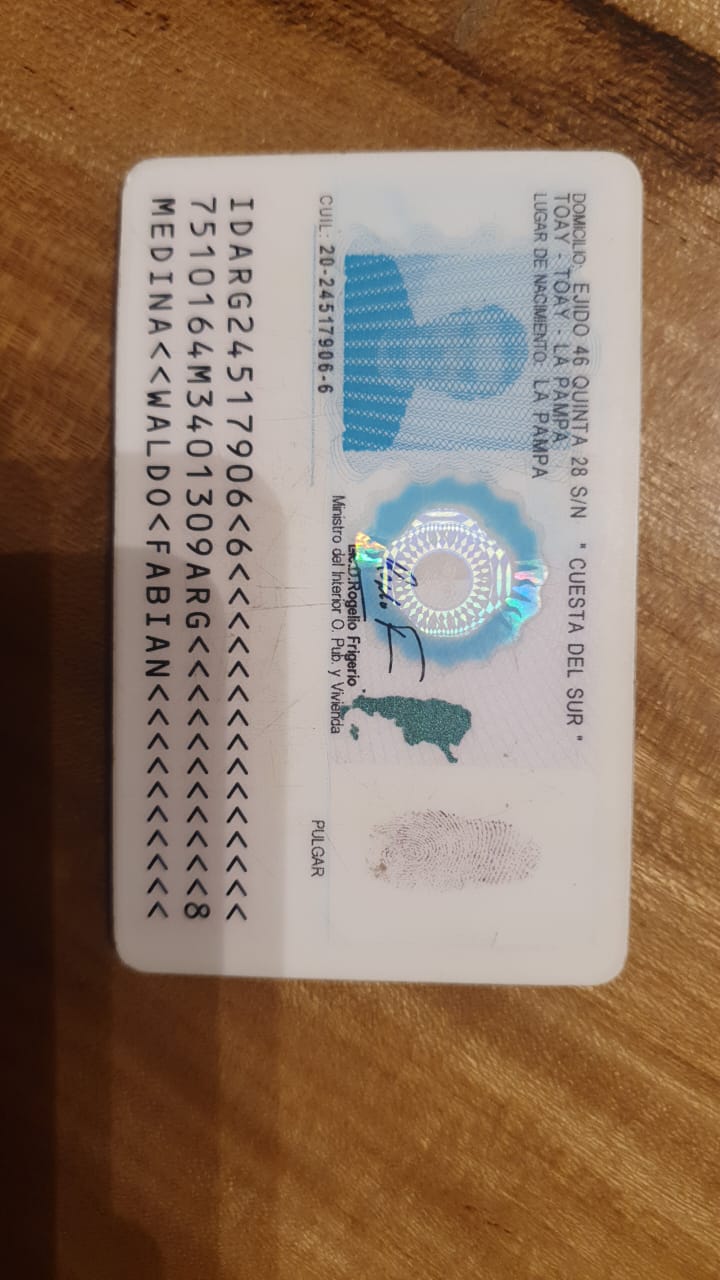 DOMICILIO: EJIDO 46 QUINTA 28 S/N " CUESTA DEL SUR "
TOAY - TOAY - LA PAMPA
LUGAR DE NACIMIENTO: LA PAMPA
Lic.D.Rogelio Frigerio
Ministro del Interior O. Pub. y Vivienda
CUIL: 20-24517906-6
PULGAR
IDARG24517906<6<<<<<<<<<<<<<<<
7510164M3401309ARG<<<<<<<<<<<8
MEDINA<<WALDO<FABIAN<<<<<<<<<<